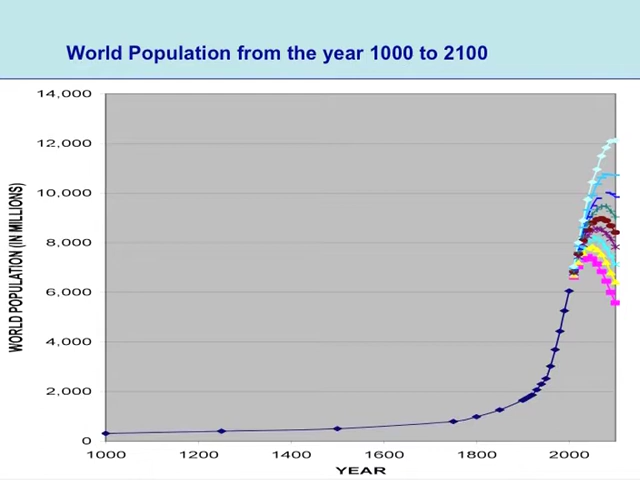 World Population from the year 1000 to 2100
14,000
12,000
10,000
8,000
6,000
4,000
2,000
0
WORLD POPULATION (IN MILLIONS)
1000 1200 1400 1600 1800 2000
YEAR